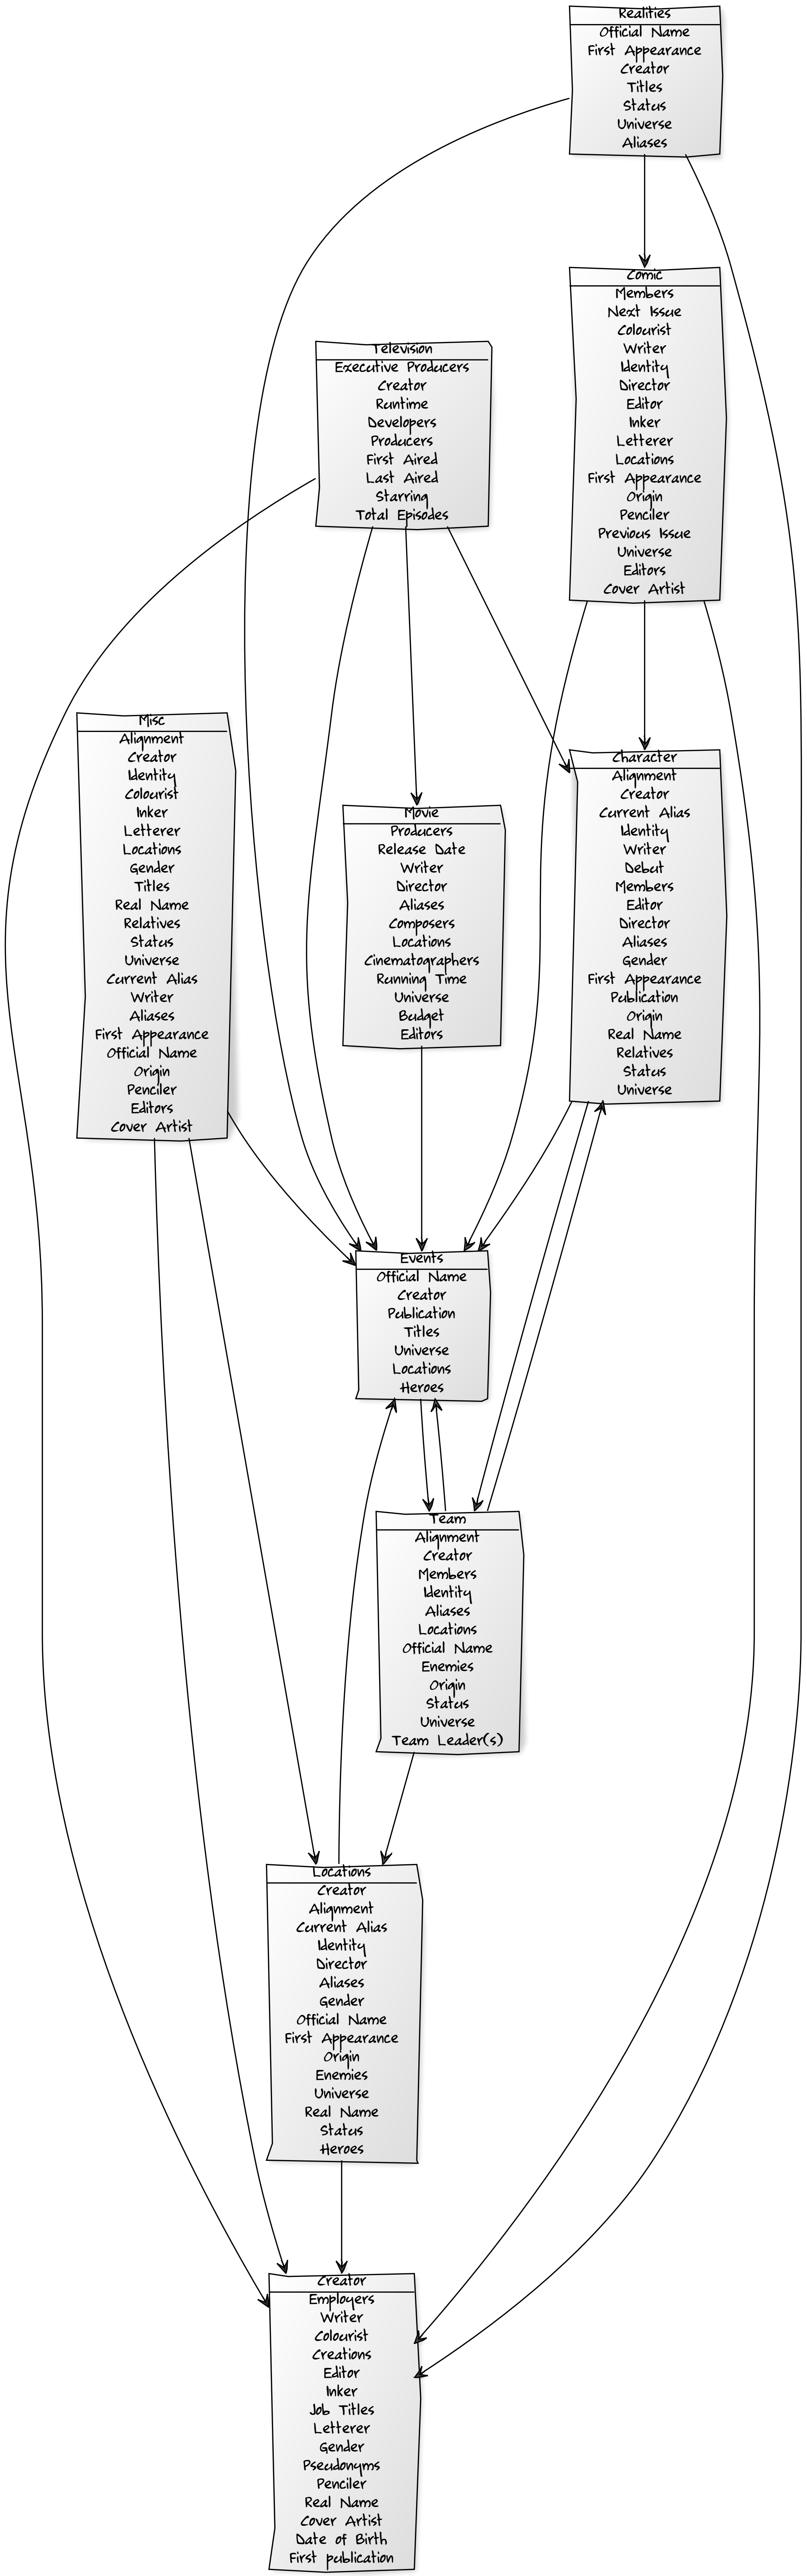 Realities
Official Name
First Appearance
Creator
Titles
Status
Universe
Aliases
Comic
Members
Next Issue
Colourist
Writer
Identity
Director
Editor
Inker
Letterer
Locations
First Appearance
Origin
Penciler
Previous Issue
Universe
Editors
Cover Artist
Television
Executive Producers
Creator
Runtime
Developers
Producers
First Aired
Last Aired
Starring
Total Episodes
Misc
Alignment
Creator
Identity
Colourist
Inker
Letterer
Locations
Gender
Titles
Real Name
Relatives
Status
Universe
Current Alias
Writer
Aliases
First Appearance
Official Name
Origin
Penciler
Editors
Cover Artist
Movie
Producers
Release Date
Writer
Director
Aliases
Composers
Locations
Cinematographers
Running Time
Universe
Budget
Editors
Character
Alignment
Creator
Current Alias
Identity
Writer
Debut
Members
Editor
Director
Aliases
Gender
First Appearance
Publication
Origin
Real Name
Relatives
Status
Universe
Events
Official Name
Creator
Publication
Titles
Universe
Locations
Heroes
Team
Alignment
Creator
Members
Identity
Aliases
Locations
Official Name
Enemies
Origin
Status
Universe
Team Leader(s)
Locations
Creator
Alignment
Current Alias
Identity
Director
Aliases
Gender
Official Name
First Appearance
Origin
Enemies
Universe
Real Name
Status
Heroes
Creator
Employers
Writer
Colourist
Creations
Editor
Inker
Job Titles
Letterer
Gender
Pseudonyms
Penciler
Real Name
Cover Artist
Date of Birth
First publication